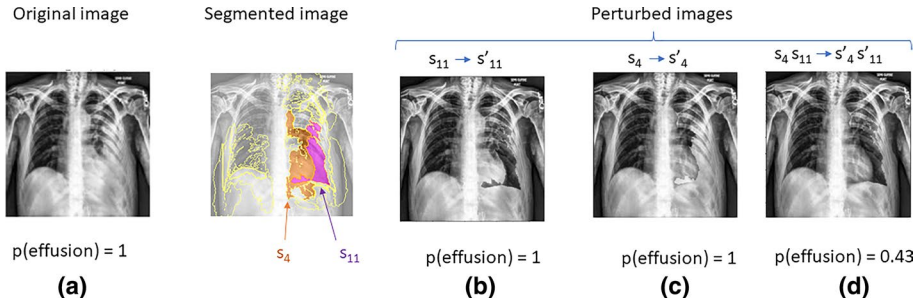 Original image
Segmented image
Perturbed images
s₁₁ → s′₁₁
s₄ → s′₄
s₄ s₁₁ → s′₄ s′₁₁
s₄
s₁₁
p(effusion) = 1
p(effusion) = 1
p(effusion) = 1
p(effusion) = 0.43
(a)
(b)
(c)
(d)